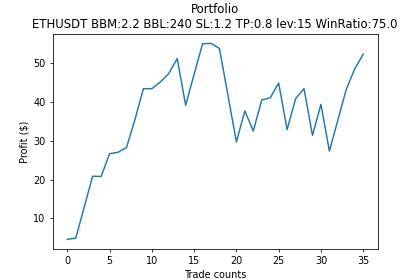 Portfolio
ETHUSDT BBM:2.2 BBL:240 SL:1.2 TP:0.8 lev:15 WinRatio:75.0
50
40
30
20
10
Profit ($)
0 5 10 15 20 25 30 35
Trade counts